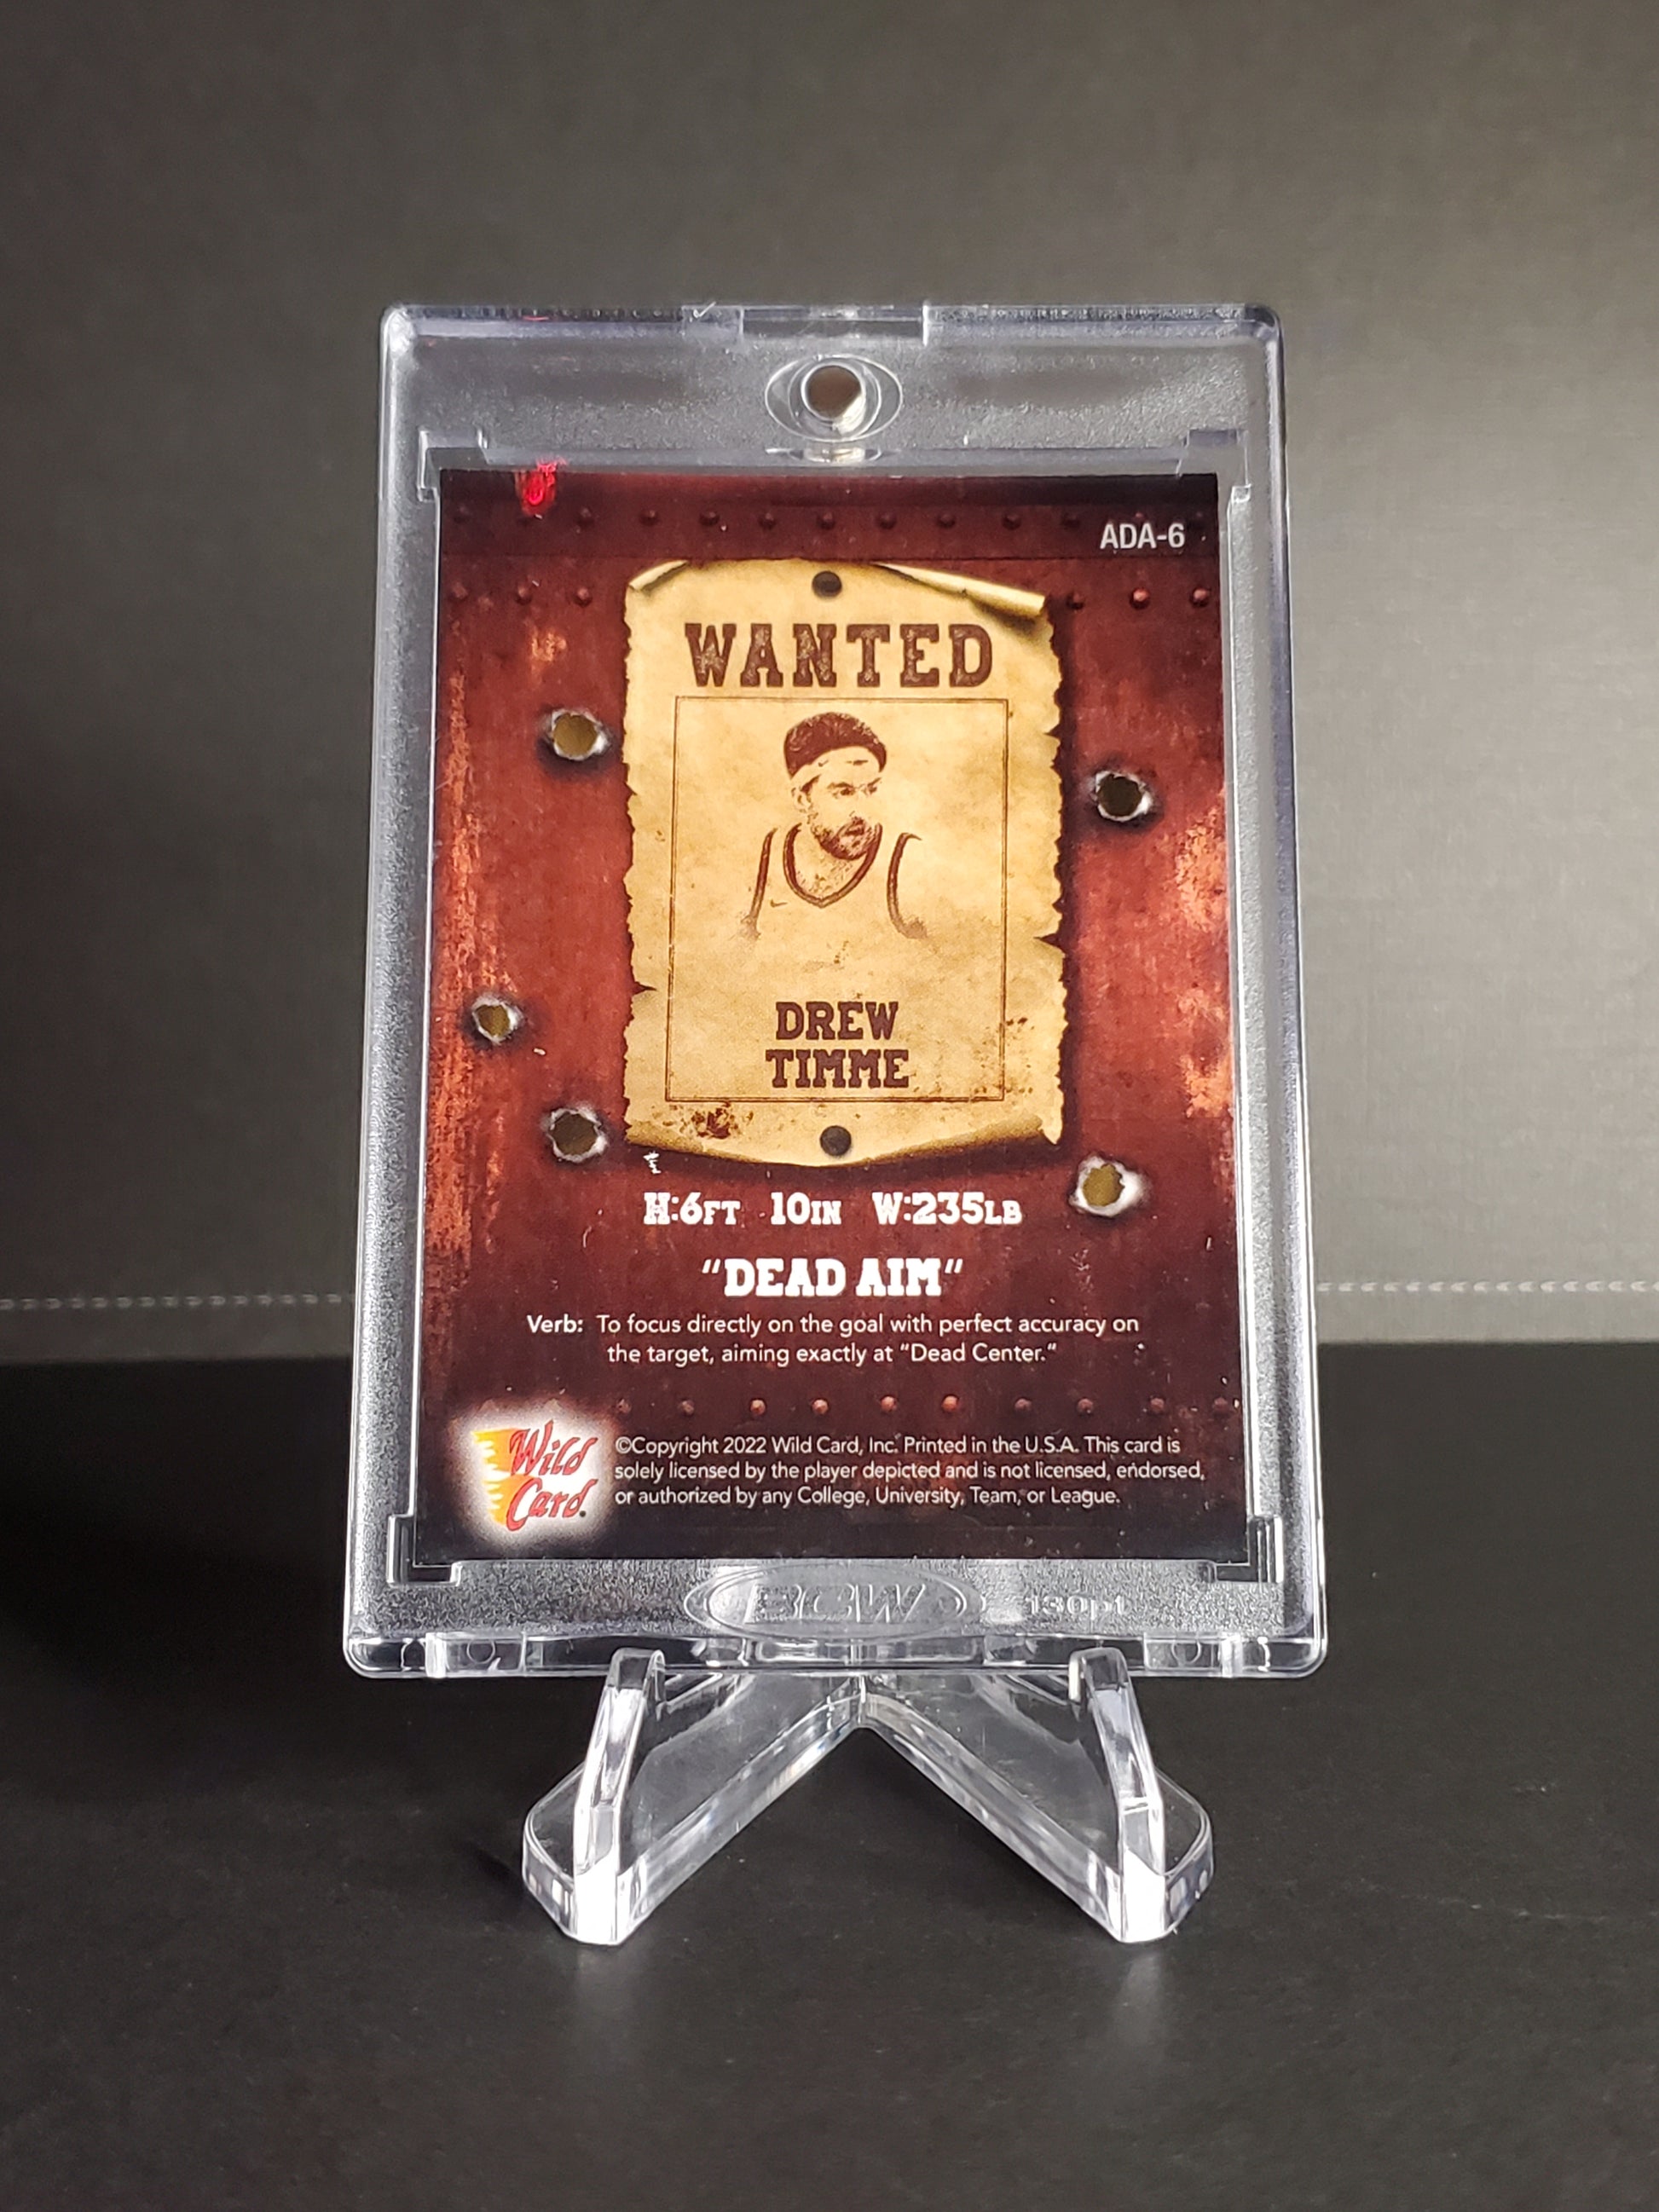 ADA-6
WANTED
DREW
TIMME
H:6FT 10IN W:235LB
"DEAD AIM"
Verb: To focus directly on the goal with perfect accuracy on
the target, aiming exactly at "Dead Center."
Wild
Card®
©Copyright 2022 Wild Card, Inc. Printed in the U.S.A. This card is
solely licensed by the player depicted and is not licensed, endorsed,
or authorized by any College, University, Team, or League.
BCW 130pt